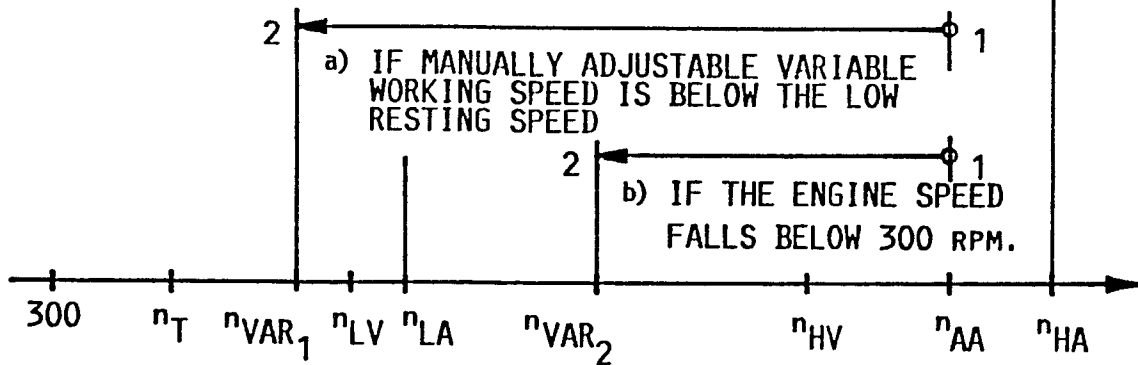 2 1
a) IF MANUALLY ADJUSTABLE VARIABLE
WORKING SPEED IS BELOW THE LOW
RESTING SPEED
2 1
b) IF THE ENGINE SPEED
FALLS BELOW 300 RPM.
300 nT nVAR1 nLV nLA nVAR2 nHV nAA nHA